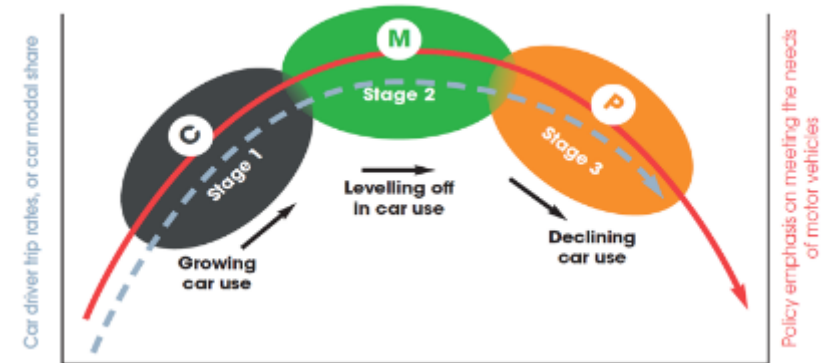 Car driver trip rates, or car modal share
C
Stage 1
Growing
car use
M
Stage 2
Levelling off
in car use
P
Stage 3
Declining
car use
Policy emphasis on meeting the needs
of motor vehicles